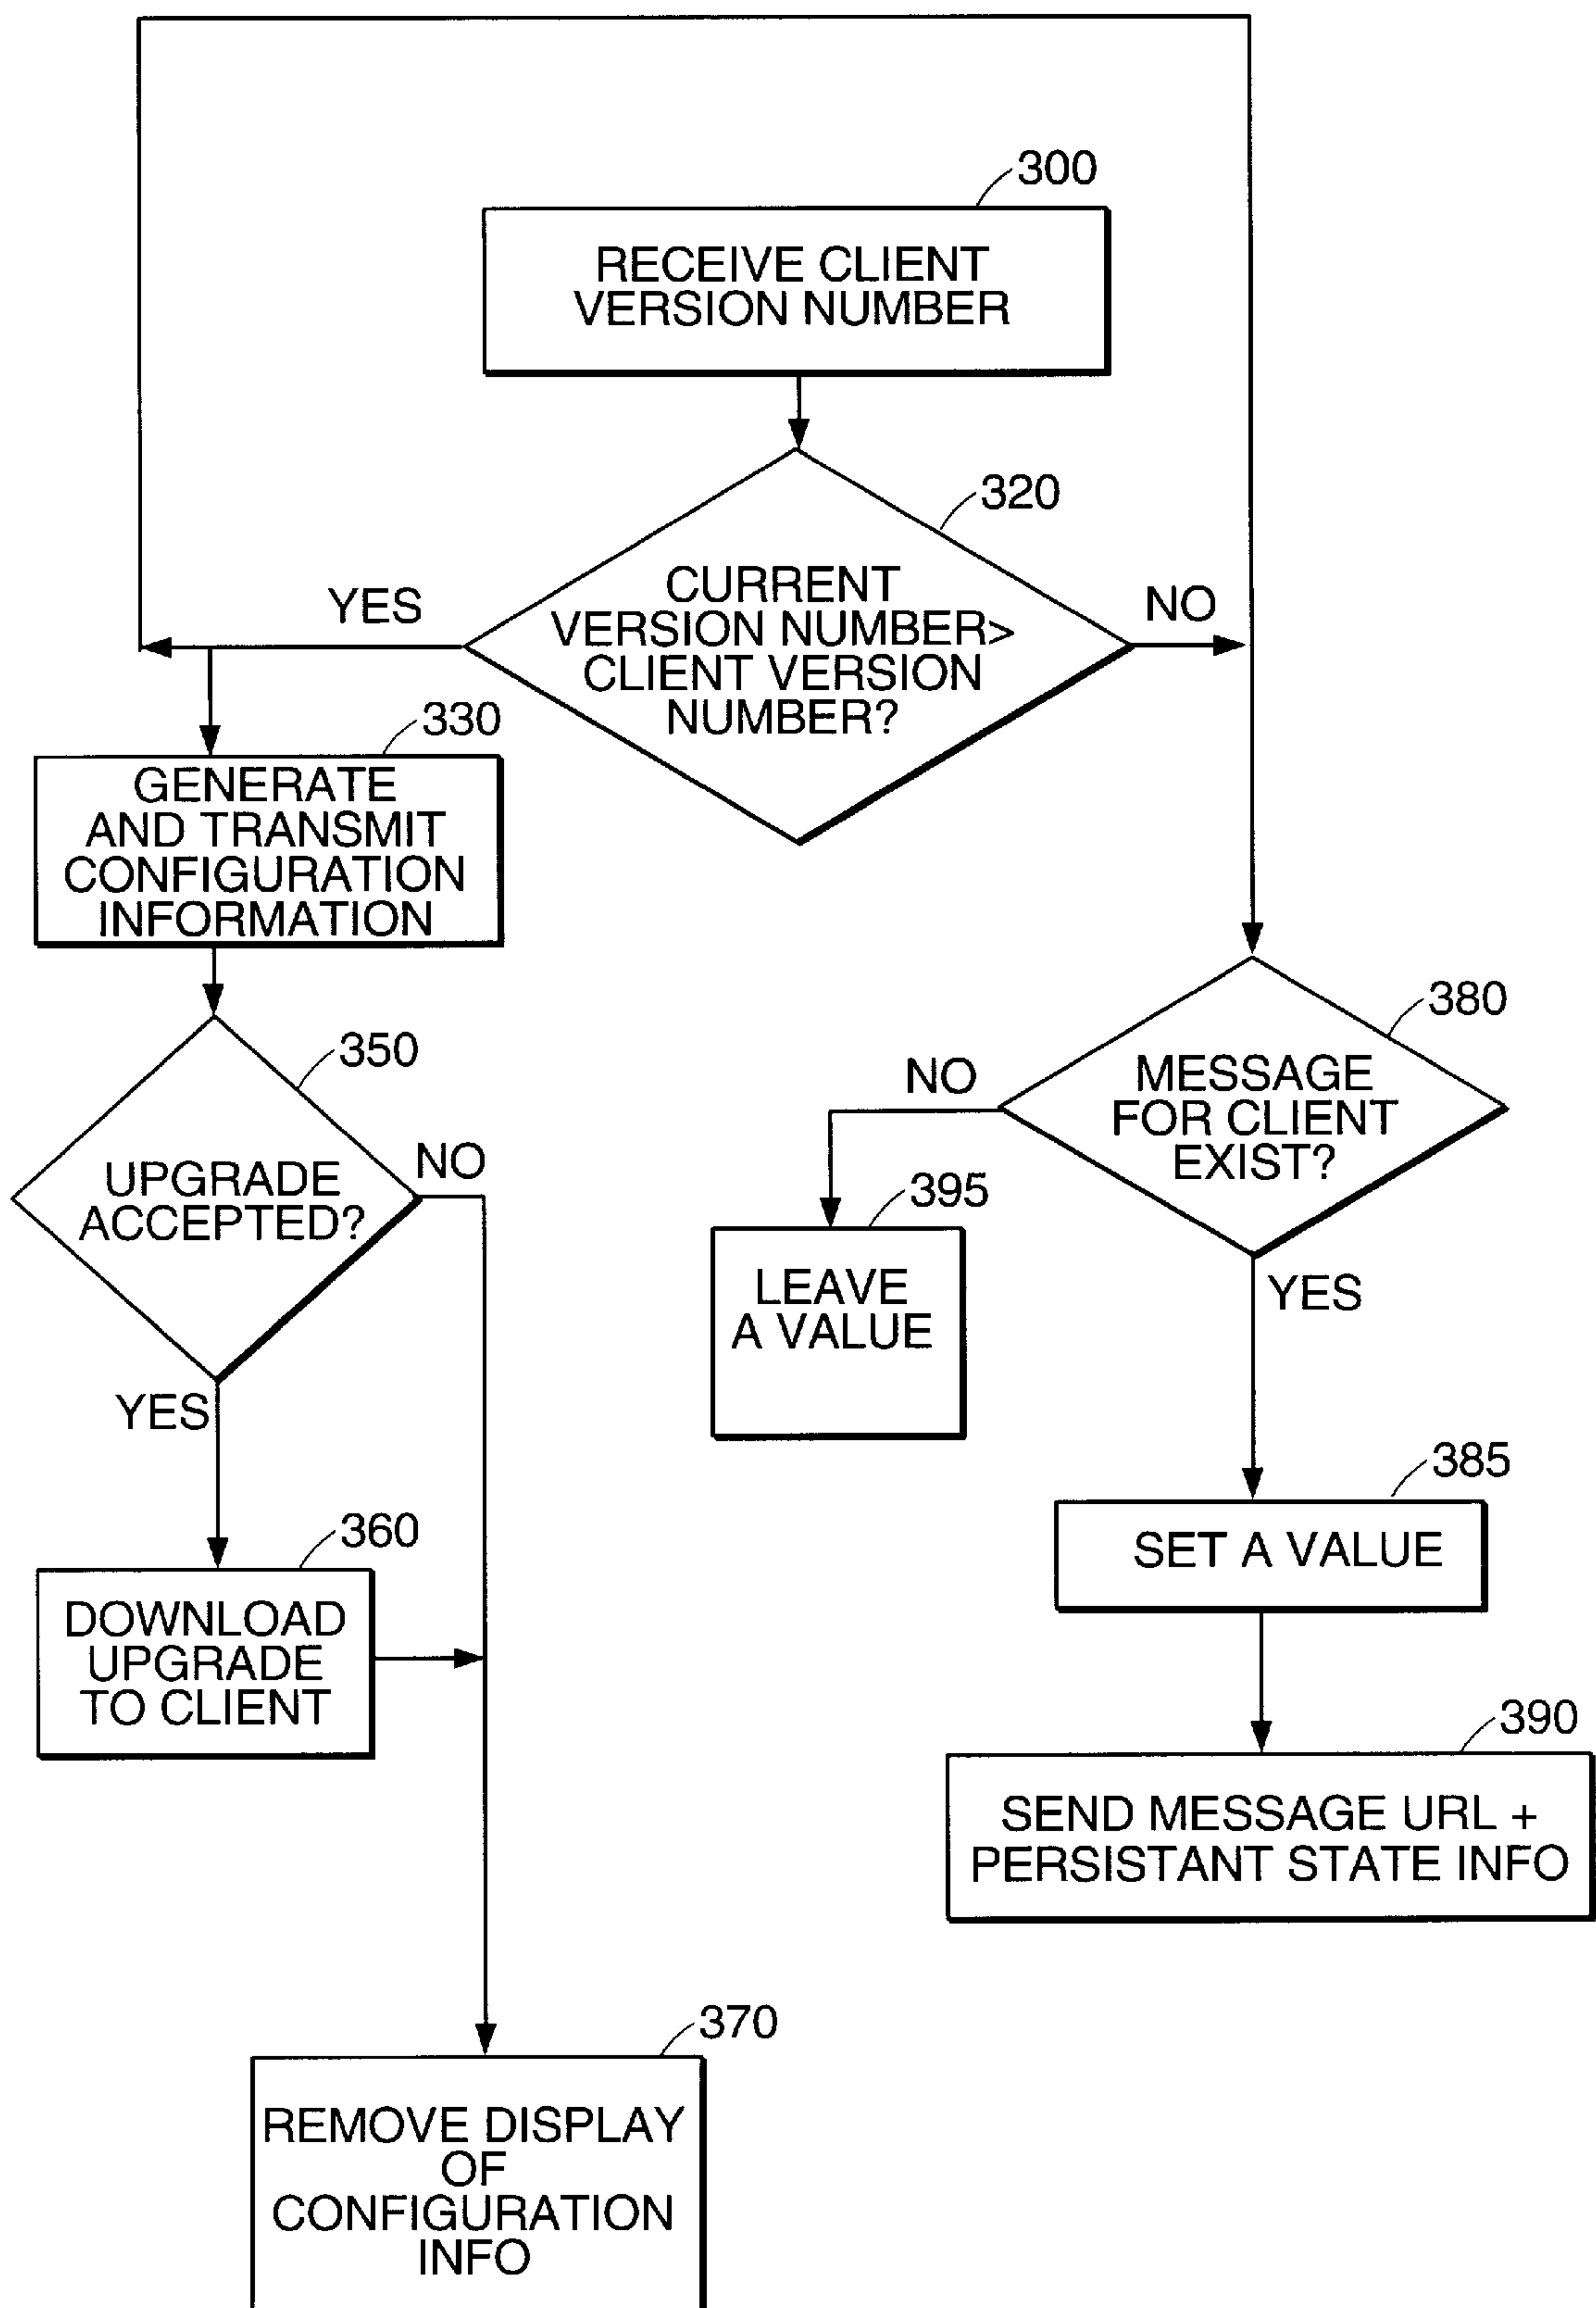 300
RECEIVE CLIENT
VERSION NUMBER
320
CURRENT
VERSION NUMBER>
CLIENT VERSION
NUMBER?
YES
NO
330
GENERATE
AND TRANSMIT
CONFIGURATION
INFORMATION
350
UPGRADE
ACCEPTED?
NO
YES
360
DOWNLOAD
UPGRADE
TO CLIENT
370
REMOVE DISPLAY
OF
CONFIGURATION
INFO
380
MESSAGE
FOR CLIENT
EXIST?
NO
395
LEAVE
A VALUE
YES
385
SET A VALUE
390
SEND MESSAGE URL +
PERSISTANT STATE INFO